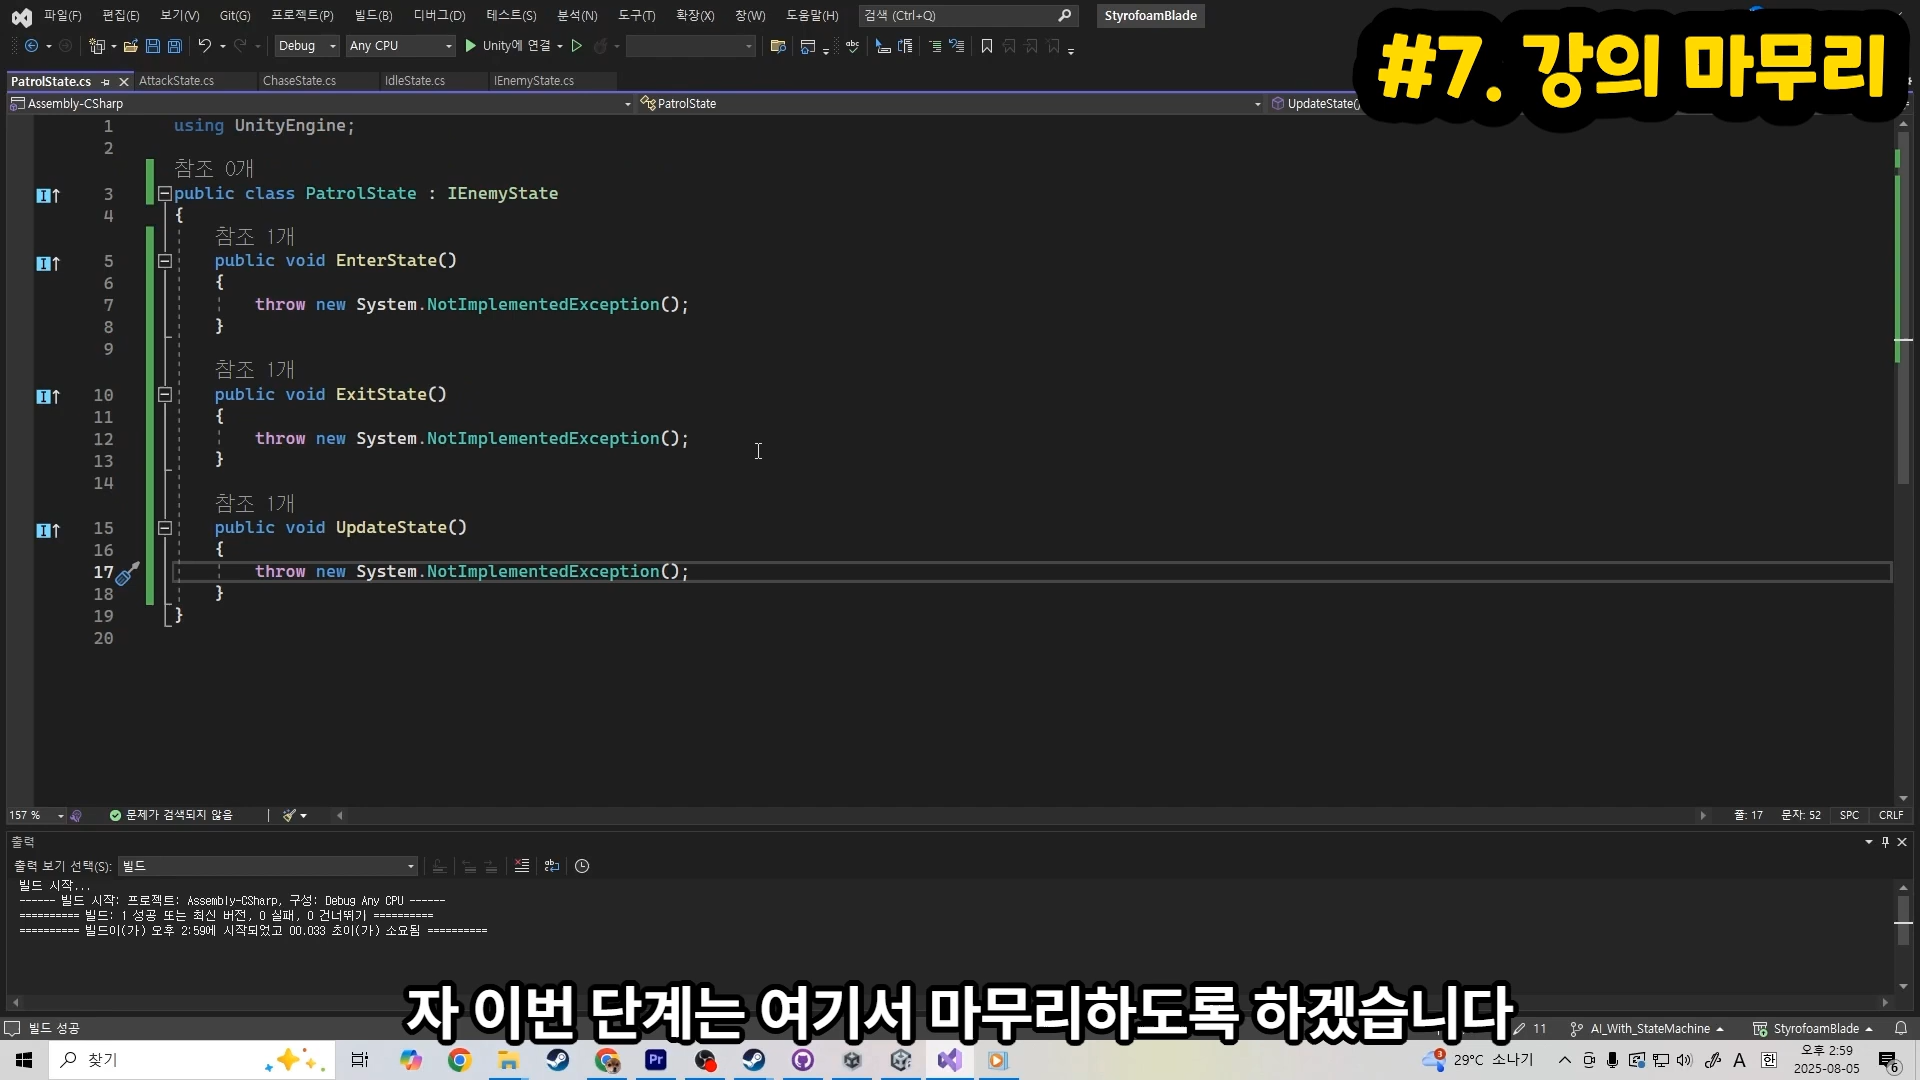 파일(F) 편집(E) 보기(V) Git(G) 프로젝트(P) 빌드(B) 디버그(D) 테스트(S) 분석(N) 도구(T) 확장(X) 창(W) 도움말(H) 검색 (Ctrl+Q) StyrofoamBlade
#7. 강의 마무리
Debug Any CPU Unity에 연결
PatrolState.cs AttackState.cs ChaseState.cs IdleState.cs IEnemyState.cs
Assembly-CSharp PatrolState UpdateState()
1 using UnityEngine;
2
참조 0개
3 public class PatrolState : IEnemyState
4 {
참조 1개
5 public void EnterState()
6 {
7 throw new System.NotImplementedException();
8 }
9
참조 1개
10 public void ExitState()
11 {
12 throw new System.NotImplementedException();
13 }
14
참조 1개
15 public void UpdateState()
16 {
17 throw new System.NotImplementedException();
18 }
19 }
20
157 % 문제가 검색되지 않음 줄: 17 문자: 52 SPC CRLF
출력
출력 보기 선택(S): 빌드
빌드 시작...
------ 빌드 시작: 프로젝트: Assembly-CSharp, 구성: Debug Any CPU ------
========== 빌드: 1 성공 또는 최신 버전, 0 실패, 0 건너뛰기 ==========
========== 빌드이(가) 오후 2:59에 시작되었고 00.033 초이(가) 소요됨 ==========
자 이번 단계는 여기서 마무리하도록 하겠습니다
빌드 성공 11 AI_With_StateMachine StyrofoamBlade
찾기 Pr 3 29°C 소나기 A 한 오후 2:59
2025-08-05 6